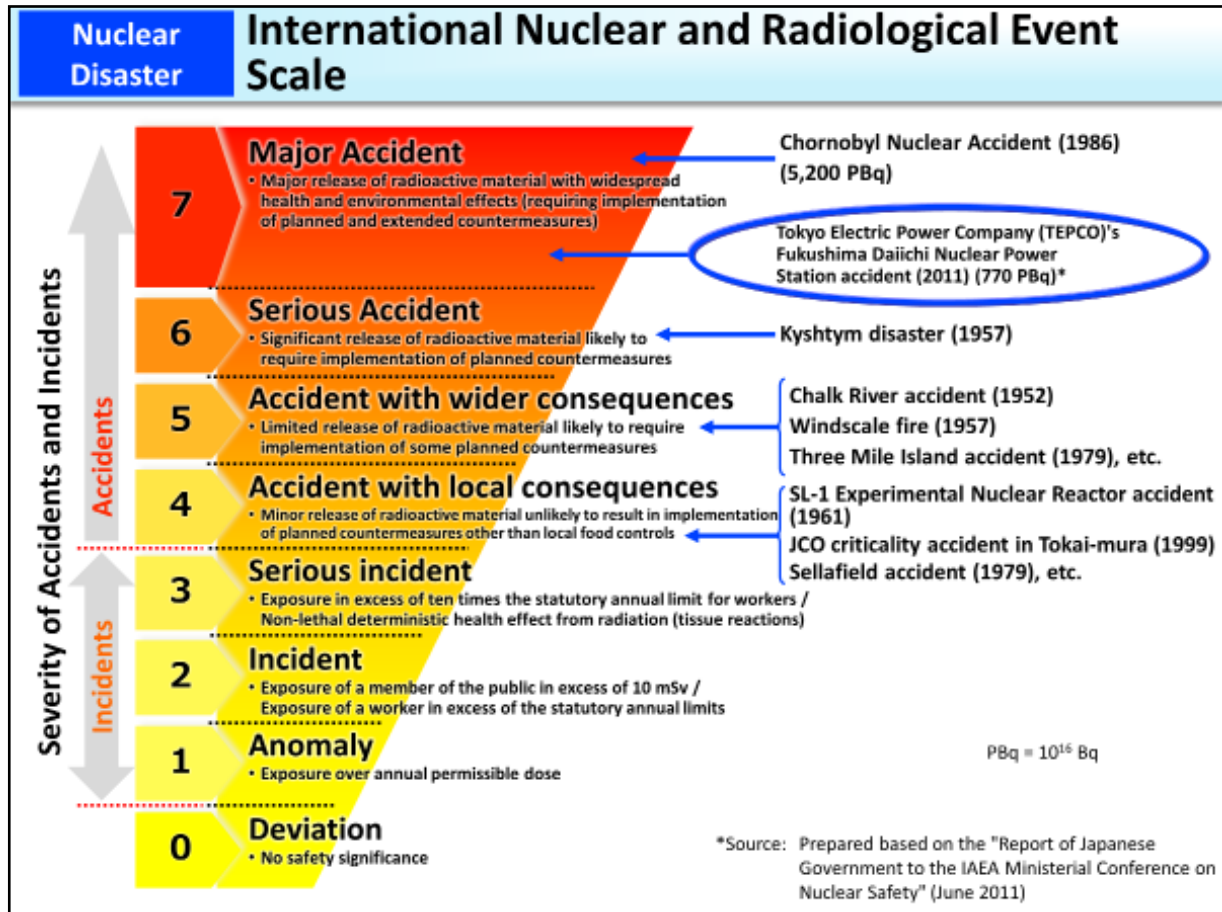 Nuclear
Disaster
International Nuclear and Radiological Event
Scale
Severity of Accidents and Incidents
Accidents
Incidents
7
Major Accident
• Major release of radioactive material with widespread
health and environmental effects (requiring implementation
of planned and extended countermeasures)
Chornobyl Nuclear Accident (1986)
(5,200 PBq)
Tokyo Electric Power Company (TEPCO)'s
Fukushima Daiichi Nuclear Power
Station accident (2011) (770 PBq)*
6
Serious Accident
• Significant release of radioactive material likely to
require implementation of planned countermeasures
Kyshtym disaster (1957)
5
Accident with wider consequences
• Limited release of radioactive material likely to require
implementation of some planned countermeasures
Chalk River accident (1952)
Windscale fire (1957)
Three Mile Island accident (1979), etc.
4
Accident with local consequences
• Minor release of radioactive material unlikely to result in implementation
of planned countermeasures other than local food controls
SL-1 Experimental Nuclear Reactor accident
(1961)
JCO criticality accident in Tokai-mura (1999)
Sellafield accident (1979), etc.
3
Serious incident
• Exposure in excess of ten times the statutory annual limit for workers /
Non-lethal deterministic health effect from radiation (tissue reactions)
2
Incident
• Exposure of a member of the public in excess of 10 mSv /
Exposure of a worker in excess of the statutory annual limits
1
Anomaly
• Exposure over annual permissible dose
PBq = 10¹⁶ Bq
0
Deviation
• No safety significance
*Source: Prepared based on the "Report of Japanese
Government to the IAEA Ministerial Conference on
Nuclear Safety" (June 2011)